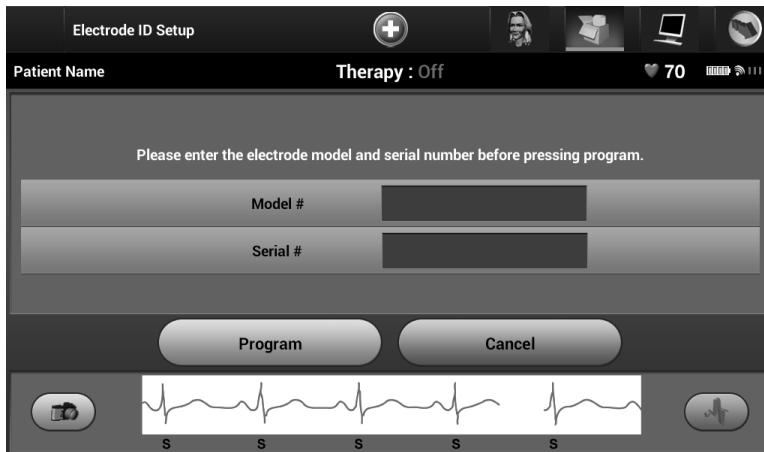 Electrode ID Setup
Patient Name Therapy : Off 70
Please enter the electrode model and serial number before pressing program.
Model #
Serial #
Program Cancel
S S S S S